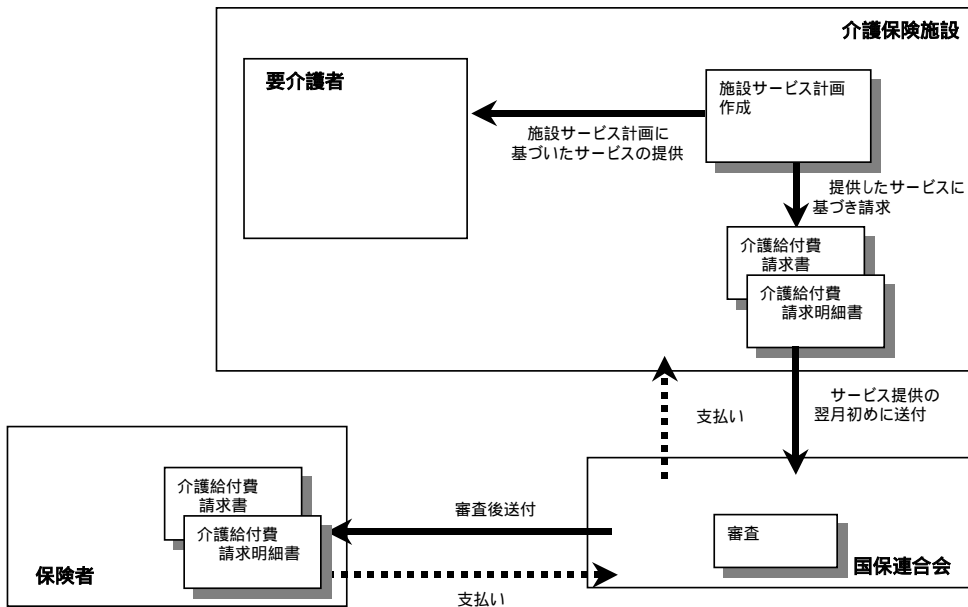 介護保険施設
要介護者
施設サービス計画
作成
施設サービス計画に
基づいたサービスの提供
提供したサービスに
基づき請求
介護給付費
請求書
介護給付費
請求明細書
サービス提供の
翌月初めに送付
支払い
介護給付費
請求書
介護給付費
請求明細書
保険者
審査後送付
支払い
審査
国保連合会